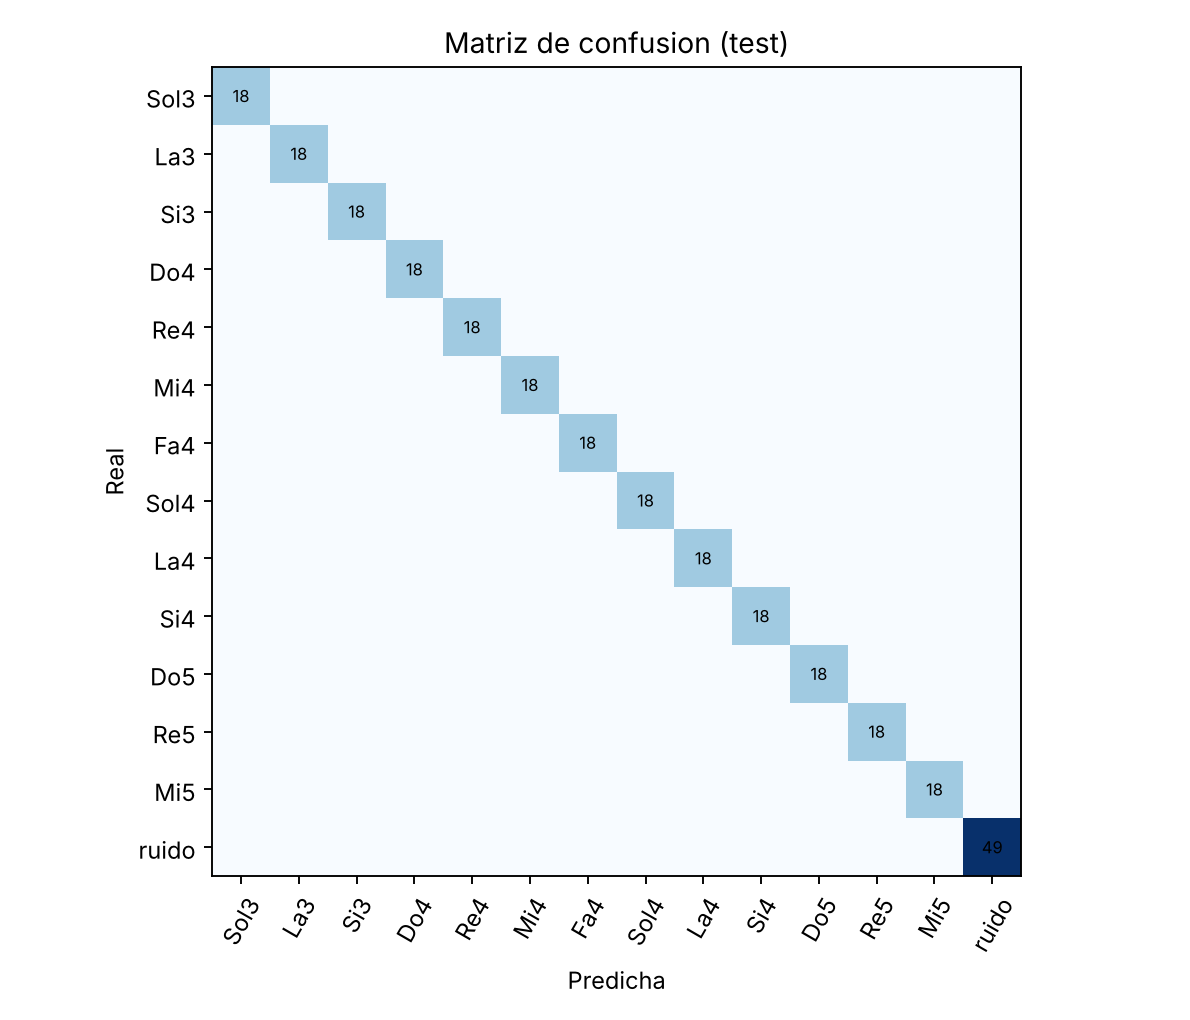 Matriz de confusion (test)
Sol3 18
La3 18
Si3 18
Do4 18
Re4 18
Mi4 18
Fa4 18
Sol4 18
La4 18
Si4 18
Do5 18
Re5 18
Mi5 18
ruido 49
Real
Sol3 La3 Si3 Do4 Re4 Mi4 Fa4 Sol4 La4 Si4 Do5 Re5 Mi5 ruido
Predicha